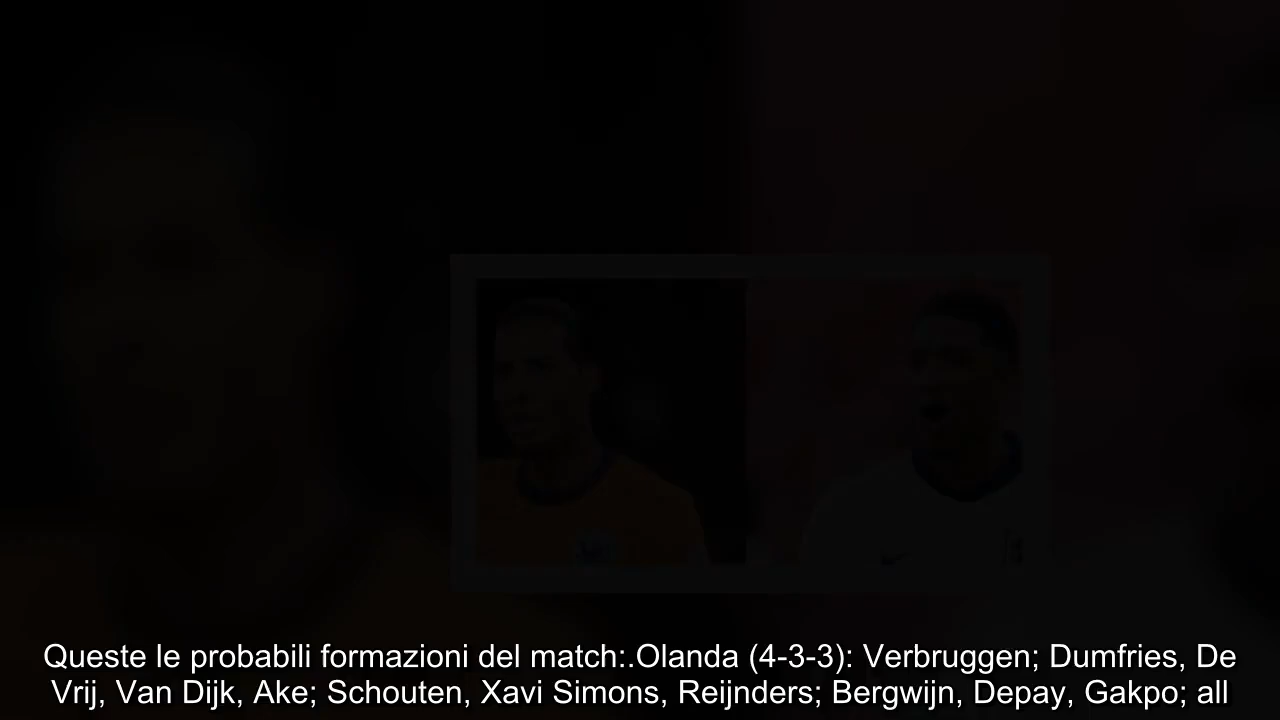 Queste le probabili formazioni del match:.Olanda (4-3-3): Verbruggen; Dumfries, De
Vrij, Van Dijk, Ake; Schouten, Xavi Simons, Reijnders; Bergwijn, Depay, Gakpo; all